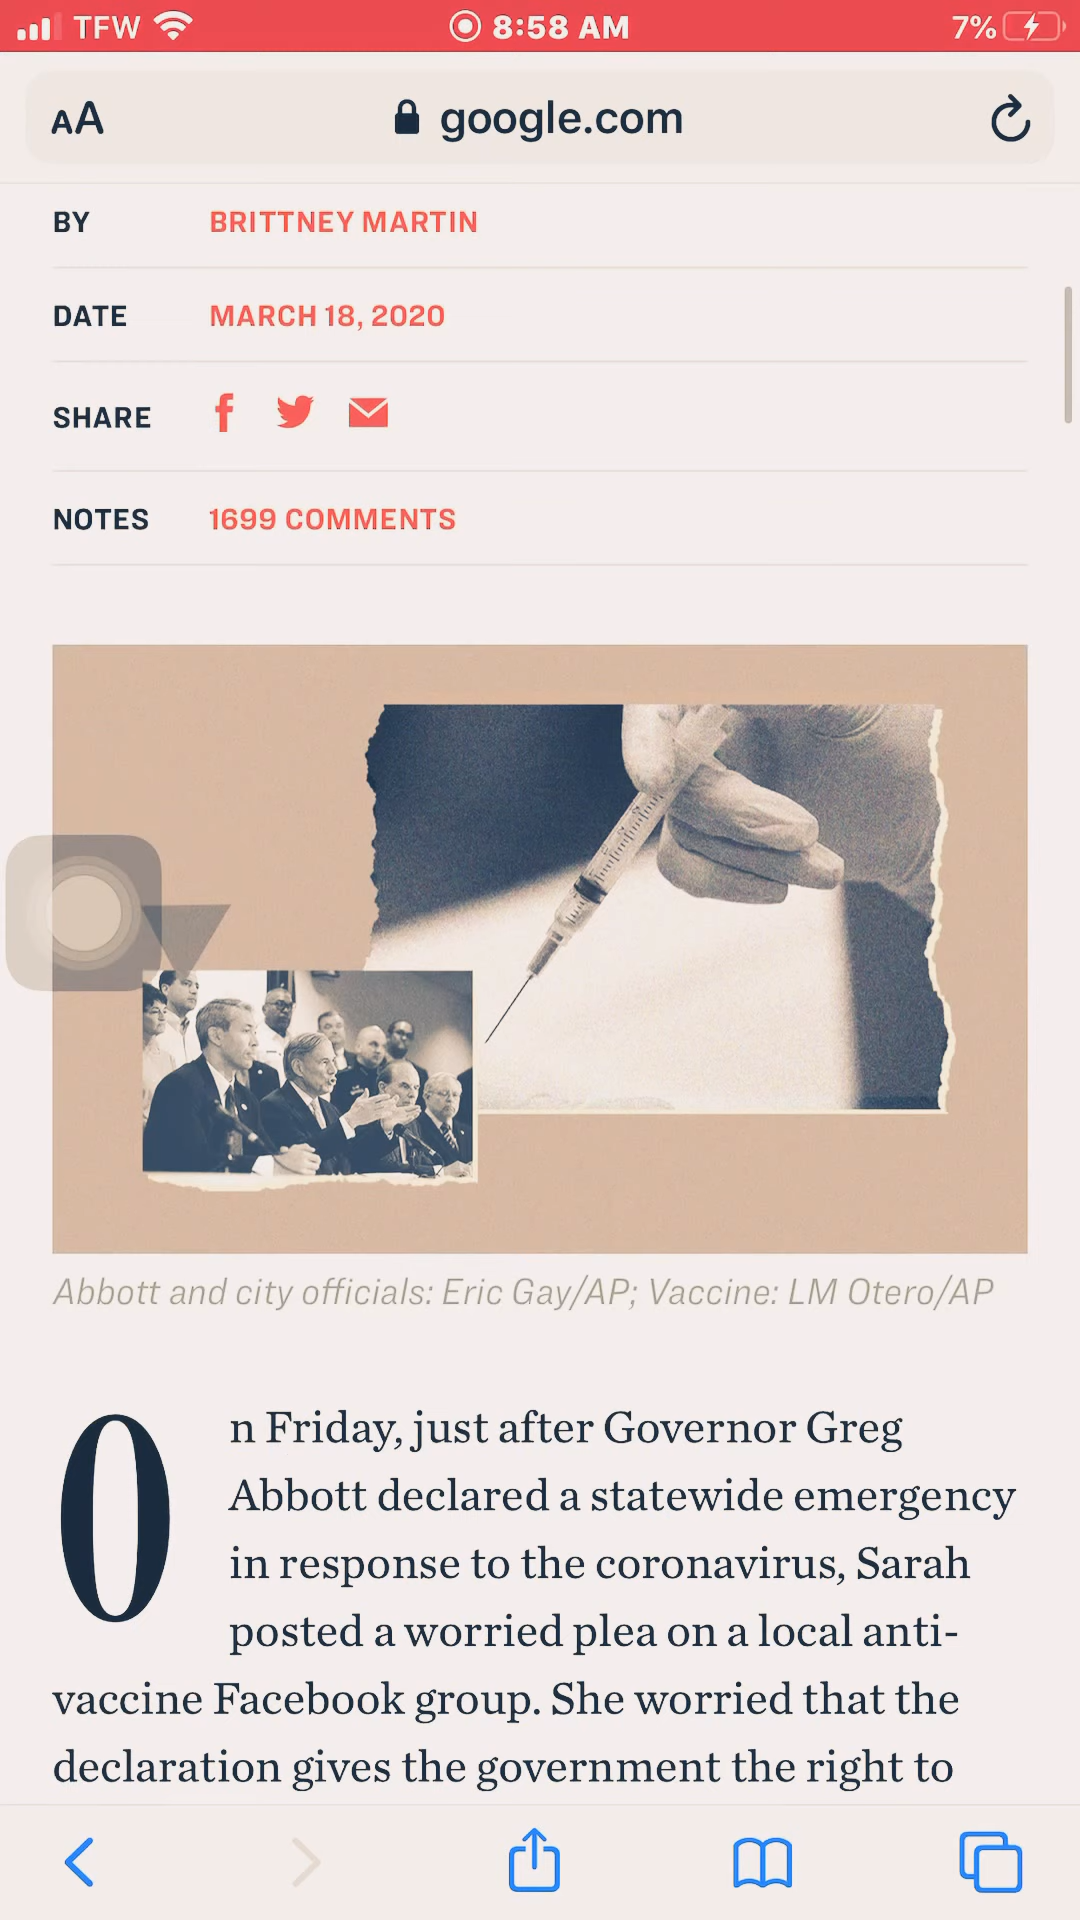 TFW 8:58 AM 7%
AA google.com
BY BRITTNEY MARTIN
DATE MARCH 18, 2020
SHARE
NOTES 1699 COMMENTS
Abbott and city officials: Eric Gay/AP; Vaccine: LM Otero/AP
On Friday, just after Governor Greg
Abbott declared a statewide emergency
in response to the coronavirus, Sarah
posted a worried plea on a local anti-
vaccine Facebook group. She worried that the
declaration gives the government the right to